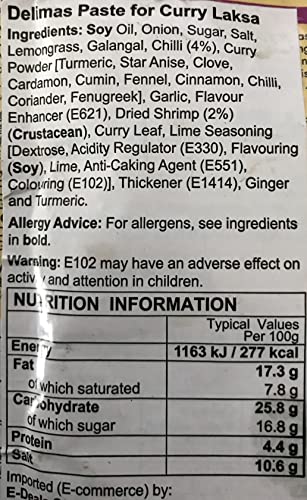 Delimas Paste for Curry Laksa
Ingredients: Soy Oil, Onion, Sugar, Salt,
Lemongrass, Galangal, Chilli (4%), Curry
Powder [Turmeric, Star Anise, Clove,
Cardamon, Cumin, Fennel, Cinnamon, Chilli,
Coriander, Fenugreek], Garlic, Flavour
Enhancer (E621), Dried Shrimp (2%)
(Crustacean), Curry Leaf, Lime Seasoning
[Dextrose, Acidity Regulator (E330), Flavouring
(Soy), Lime, Anti-Caking Agent (E551),
Colouring (E102)], Thickener (E1414), Ginger
and Turmeric.
Allergy Advice: For allergens, see ingredients
in bold.
Warning: E102 may have an adverse effect on
activity and attention in children.
NUTRITION INFORMATION
Typical Values
Per 100g
Energy 1163 kJ / 277 kcal
Fat 17.3 g
of which saturated 7.8 g
Carbohydrate 25.8 g
of which sugar 16.8 g
Protein 4.4 g
Salt 10.6 g
Imported (E-commerce) by: